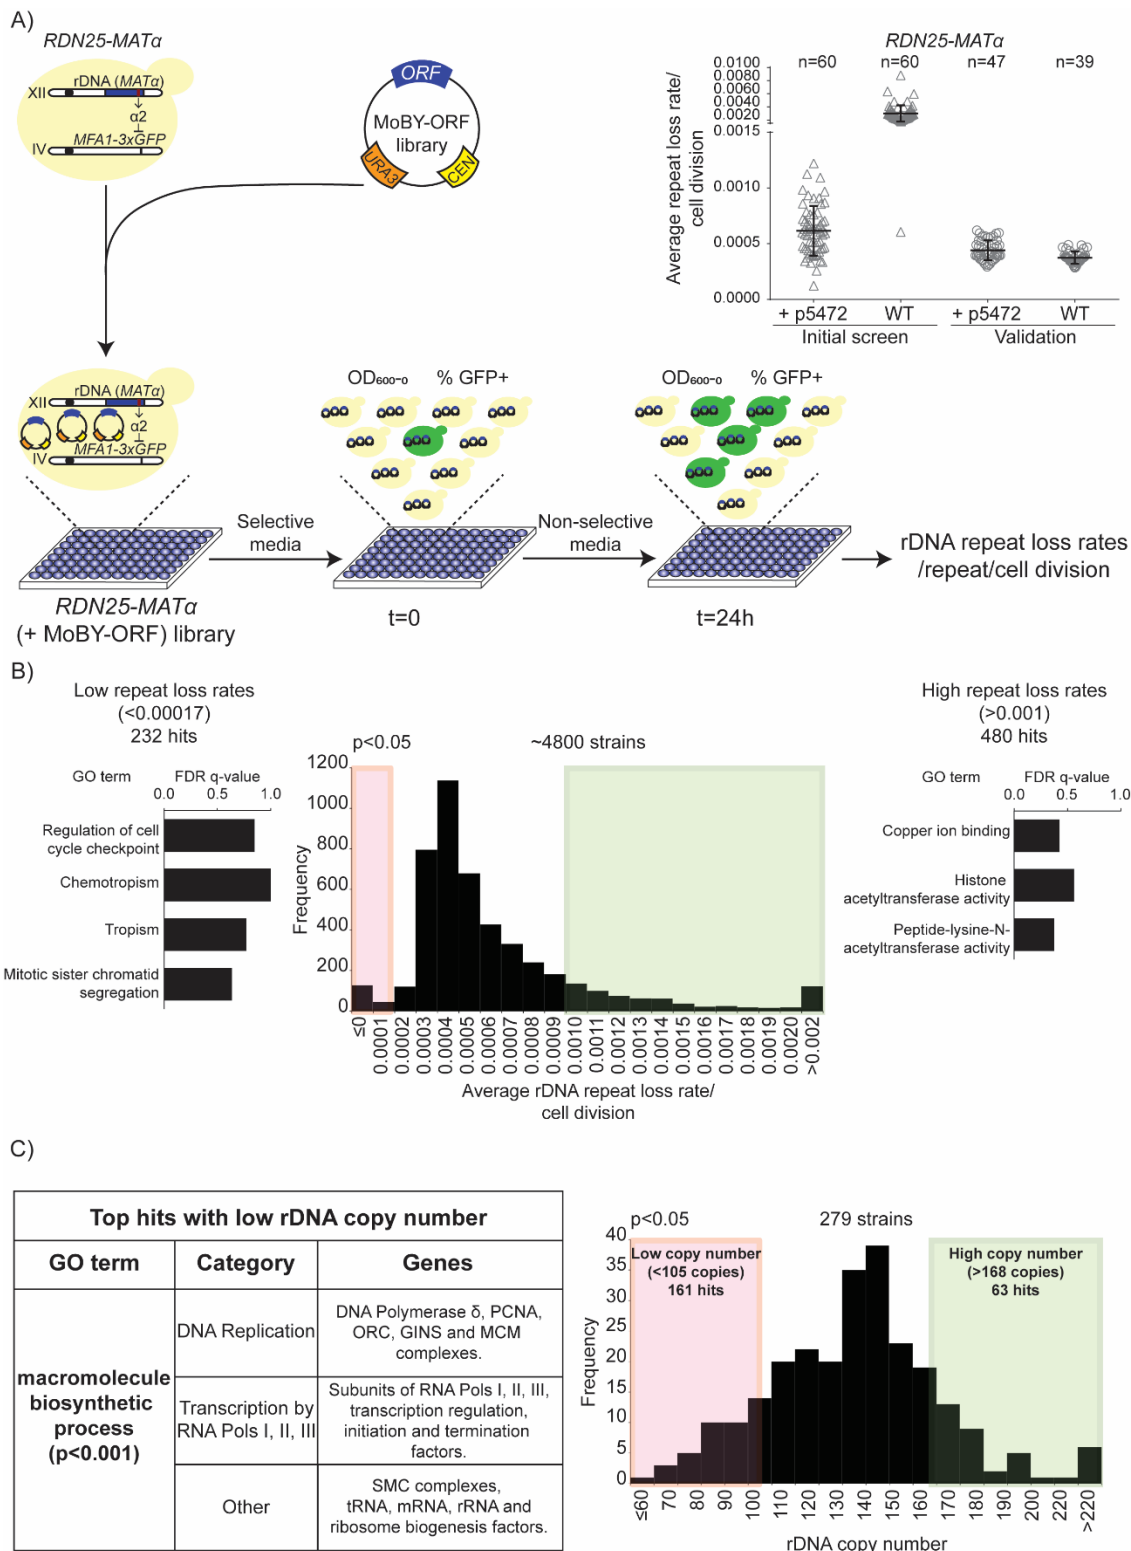 A)
RDN25-MATα
rDNA (MATα)
XII
α2
MFA1-3xGFP
IV
ORF
MoBY-ORF
library
URA3
CEN
RDN25-MATα
n=60
n=60
n=47
n=39
Average repeat loss rate/
cell division
0.0100
0.0080
0.0060
0.0040
0.0020
0.0015
0.0010
0.0005
0.0000
+ p5472
WT
+ p5472
WT
Initial screen
Validation
rDNA (MATα)
XII
α2
MFA1-3xGFP
IV
OD600-0
% GFP+
OD600-0
% GFP+
Selective
media
Non-selective
media
rDNA repeat loss rates
/repeat/cell division
RDN25-MATα
(+ MoBY-ORF) library
t=0
t=24h
B)
Low repeat loss rates
(<0.00017)
232 hits
GO term
FDR q-value
0.0
0.5
1.0
Regulation of cell
cycle checkpoint
Chemotropism
Tropism
Mitotic sister chromatid
segregation
p<0.05
~4800 strains
Frequency
1200
1000
800
600
400
200
0
≤0
0.0001
0.0002
0.0003
0.0004
0.0005
0.0006
0.0007
0.0008
0.0009
0.0010
0.0011
0.0012
0.0013
0.0014
0.0015
0.0016
0.0017
0.0018
0.0019
0.0020
>0.002
Average rDNA repeat loss rate/
cell division
High repeat loss rates
(>0.001)
480 hits
GO term
FDR q-value
0.0
0.5
1.0
Copper ion binding
Histone
acetyltransferase activity
Peptide-lysine-N-
acetyltransferase activity
C)
Top hits with low rDNA copy number
GO term
Category
Genes
macromolecule
biosynthetic
process
(p<0.001)
DNA Replication
DNA Polymerase δ, PCNA,
ORC, GINS and MCM
complexes.
Transcription by
RNA Pols I, II, III
Subunits of RNA Pols I, II, III,
transcription regulation,
initiation and termination
factors.
Other
SMC complexes,
tRNA, mRNA, rRNA and
ribosome biogenesis factors.
p<0.05
279 strains
Low copy number
(<105 copies)
161 hits
High copy number
(>168 copies)
63 hits
Frequency
40
35
30
25
20
15
10
5
0
≤60
70
80
90
100
110
120
130
140
150
160
170
180
190
200
220
>220
rDNA copy number